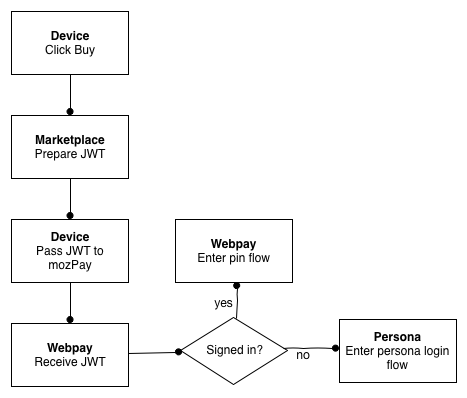 Device
Click Buy
Marketplace
Prepare JWT
Device
Pass JWT to
mozPay
Webpay
Enter pin flow
yes
Webpay
Receive JWT
Signed in?
no
Persona
Enter persona login
flow